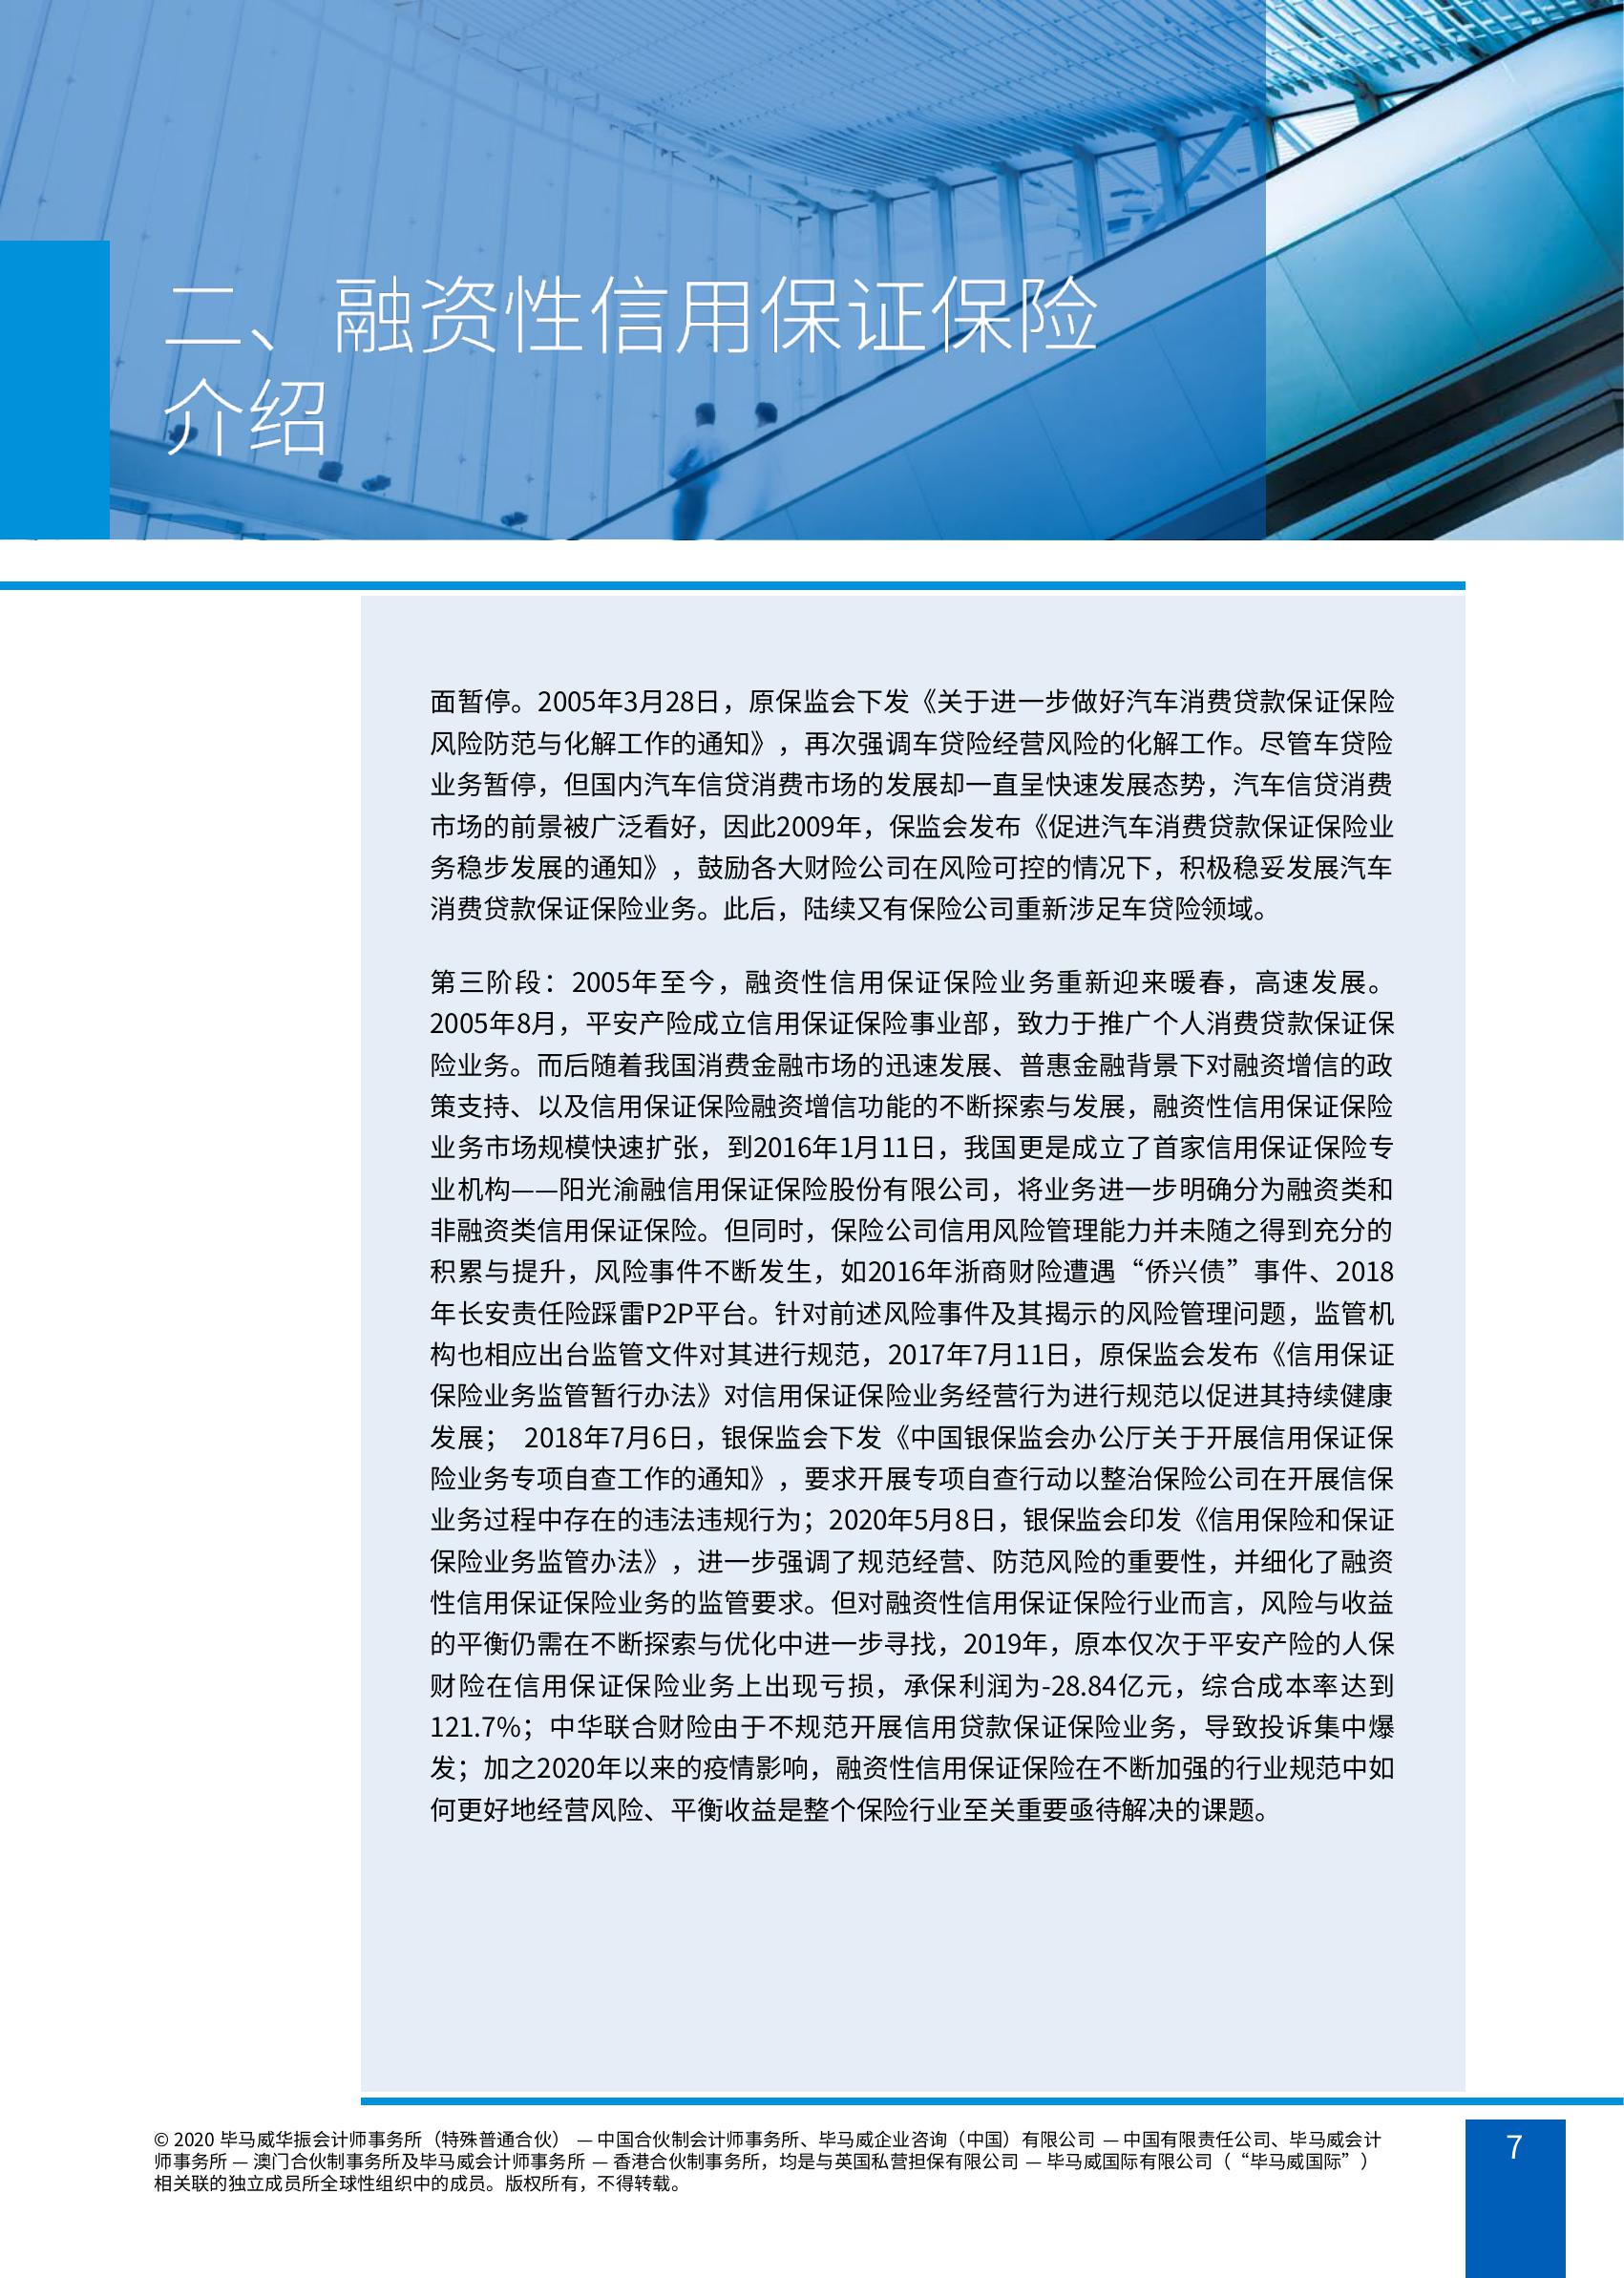 二、融资性信用保证保险
介绍
面暂停。2005年3月28日，原保监会下发《关于进一步做好汽车消费贷款保证保险
风险防范与化解工作的通知》，再次强调车贷险经营风险的化解工作。尽管车贷险
业务暂停，但国内汽车信贷消费市场的发展却一直呈快速发展态势，汽车信贷消费
市场的前景被广泛看好，因此2009年，保监会发布《促进汽车消费贷款保证保险业
务稳步发展的通知》，鼓励各大财险公司在风险可控的情况下，积极稳妥发展汽车
消费贷款保证保险业务。此后，陆续又有保险公司重新涉足车贷险领域。
第三阶段：2005年至今，融资性信用保证保险业务重新迎来暖春，高速发展。
2005年8月，平安产险成立信用保证保险事业部，致力于推广个人消费贷款保证保
险业务。而后随着我国消费金融市场的迅速发展、普惠金融背景下对融资增信的政
策支持、以及信用保证保险融资增信功能的不断探索与发展，融资性信用保证保险
业务市场规模快速扩张，到2016年1月11日，我国更是成立了首家信用保证保险专
业机构——阳光渝融信用保证保险股份有限公司，将业务进一步明确分为融资类和
非融资类信用保证保险。但同时，保险公司信用风险管理能力并未随之得到充分的
积累与提升，风险事件不断发生，如2016年浙商财险遭遇“侨兴债”事件、2018
年长安责任险踩雷P2P平台。针对前述风险事件及其揭示的风险管理问题，监管机
构也相应出台监管文件对其进行规范，2017年7月11日，原保监会发布《信用保证
保险业务监管暂行办法》对信用保证保险业务经营行为进行规范以促进其持续健康
发展； 2018年7月6日，银保监会下发《中国银保监会办公厅关于开展信用保证保
险业务专项自查工作的通知》，要求开展专项自查行动以整治保险公司在开展信保
业务过程中存在的违法违规行为；2020年5月8日，银保监会印发《信用保险和保证
保险业务监管办法》，进一步强调了规范经营、防范风险的重要性，并细化了融资
性信用保证保险业务的监管要求。但对融资性信用保证保险行业而言，风险与收益
的平衡仍需在不断探索与优化中进一步寻找，2019年，原本仅次于平安产险的人保
财险在信用保证保险业务上出现亏损，承保利润为-28.84亿元，综合成本率达到
121.7%；中华联合财险由于不规范开展信用贷款保证保险业务，导致投诉集中爆
发；加之2020年以来的疫情影响，融资性信用保证保险在不断加强的行业规范中如
何更好地经营风险、平衡收益是整个保险行业至关重要亟待解决的课题。
© 2020 毕马威华振会计师事务所（特殊普通合伙） — 中国合伙制会计师事务所、毕马威企业咨询（中国）有限公司 — 中国有限责任公司、毕马威会计
师事务所 — 澳门合伙制事务所及毕马威会计师事务所 — 香港合伙制事务所，均是与英国私营担保有限公司 — 毕马威国际有限公司（“毕马威国际”）
相关联的独立成员所全球性组织中的成员。版权所有，不得转载。
7